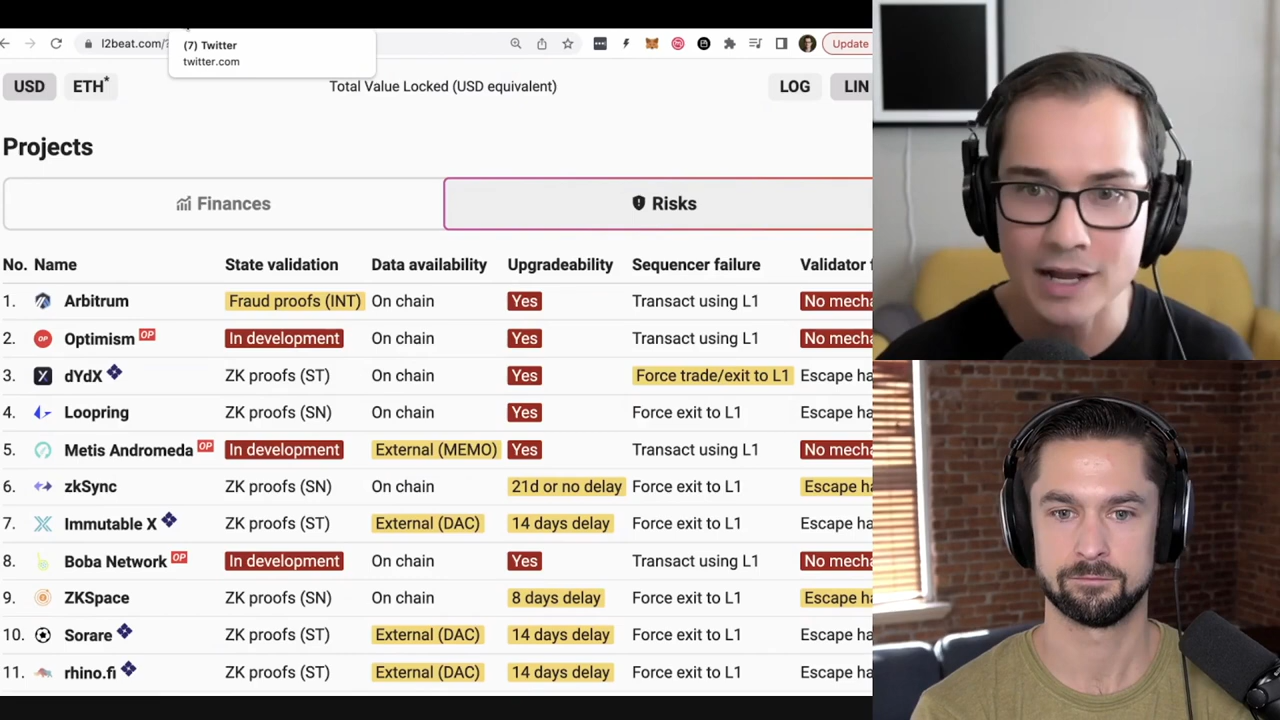 (7) Twitter
twitter.com
l2beat.com/?
Update
USD ETH* Total Value Locked (USD equivalent) LOG LIN
Projects
Finances Risks
No. Name State validation Data availability Upgradeability Sequencer failure Validator f
1. Arbitrum Fraud proofs (INT) On chain Yes Transact using L1 No mecha
2. Optimism OP In development On chain Yes Transact using L1 No mecha
3. dYdX ZK proofs (ST) On chain Yes Force trade/exit to L1 Escape ha
4. Loopring ZK proofs (SN) On chain Yes Force exit to L1 Escape ha
5. Metis Andromeda OP In development External (MEMO) Yes Transact using L1 No mecha
6. zkSync ZK proofs (SN) On chain 21d or no delay Force exit to L1 Escape ha
7. Immutable X ZK proofs (ST) External (DAC) 14 days delay Force exit to L1 Escape ha
8. Boba Network OP In development On chain Yes Transact using L1 No mecha
9. ZKSpace ZK proofs (SN) On chain 8 days delay Force exit to L1 Escape ha
10. Sorare ZK proofs (ST) External (DAC) 14 days delay Force exit to L1 Escape ha
11. rhino.fi ZK proofs (ST) External (DAC) 14 days delay Force exit to L1 Escape ha